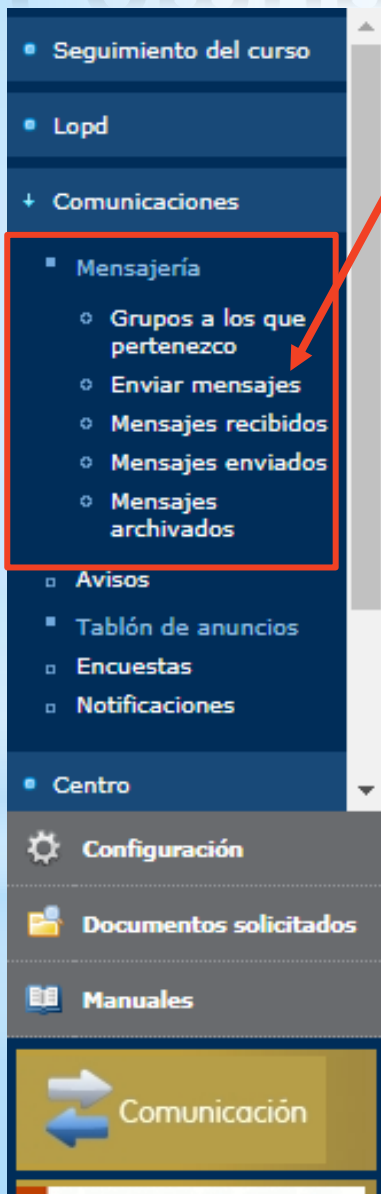 Seguimiento del curso
Lopd
Comunicaciones
Mensajería
Grupos a los que
pertenezco
Enviar mensajes
Mensajes recibidos
Mensajes enviados
Mensajes
archivados
Avisos
Tablón de anuncios
Encuestas
Notificaciones
Centro
Configuración
Documentos solicitados
Manuales
Comunicación